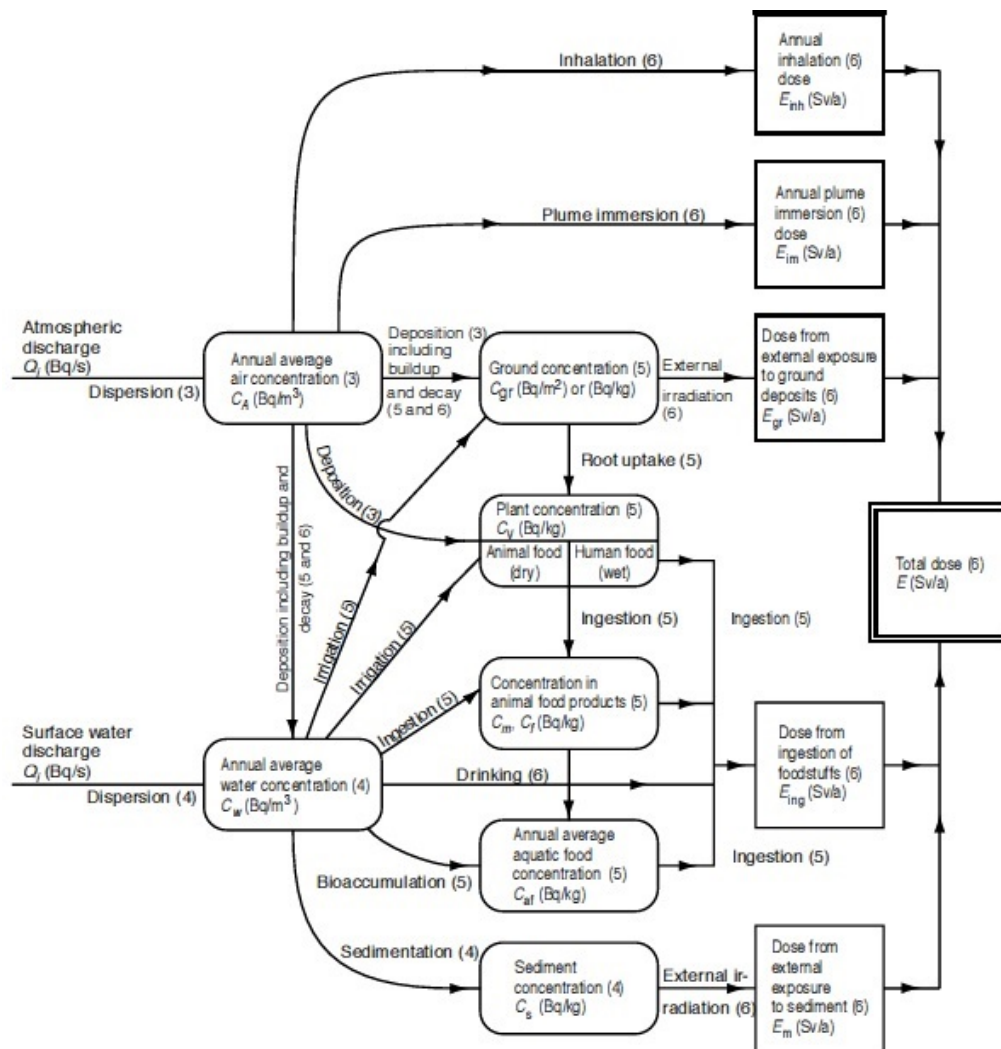 Inhalation (6)
Annual
inhalation (6)
dose
E_inh (Sv/a)
Plume immersion (6)
Annual plume
immersion (6)
dose
E_im (Sv/a)
Atmospheric
discharge
Q_i (Bq/s)
Dispersion (3)
Annual average
air concentration (3)
C_A (Bq/m³)
Deposition (3)
including
buildup
and decay
(5 and 6)
Ground concentration (5)
C_gr (Bq/m²) or (Bq/kg)
External
irradiation
(6)
Dose from
external exposure
to ground
deposits (6)
E_gr (Sv/a)
Deposition including buildup and
decay (5 and 6)
Deposition (3)
Root uptake (5)
Plant concentration (5)
C_v (Bq/kg)
Animal food
(dry)
Human food
(wet)
Total dose (6)
E (Sv/a)
Irrigation (5)
Irrigation (5)
Ingestion (5)
Ingestion (5)
Ingestion (5)
Concentration in
animal food products (5)
C_m, C_f (Bq/kg)
Surface water
discharge
Q_i (Bq/s)
Dispersion (4)
Annual average
water concentration (4)
C_w (Bq/m³)
Drinking (6)
Dose from
ingestion of
foodstuffs (6)
E_ing (Sv/a)
Bioaccumulation (5)
Annual average
aquatic food
concentration (5)
C_af (Bq/kg)
Ingestion (5)
Sedimentation (4)
Sediment
concentration (4)
C_s (Bq/kg)
External ir-
radiation (6)
Dose from
external
exposure
to sediment (6)
E_m (Sv/a)